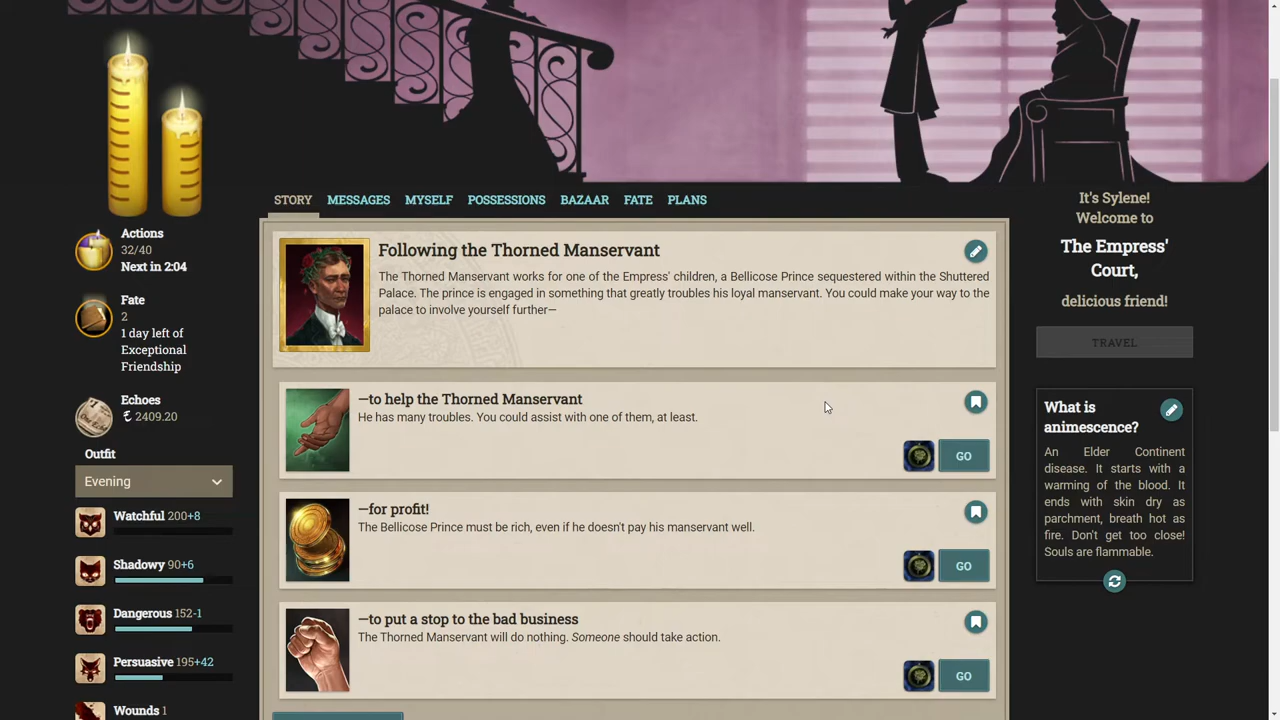 Actions
32/40
Next in 2:04
Fate
2
1 day left of
Exceptional
Friendship
Echoes
2409.20
Outfit
Evening
Watchful 200+8
Shadowy 90+6
Dangerous 152-1
Persuasive 195+42
Wounds 1
STORY MESSAGES MYSELF POSSESSIONS BAZAAR FATE PLANS
Following the Thorned Manservant
The Thorned Manservant works for one of the Empress' children, a Bellicose Prince sequestered within the Shuttered
Palace. The prince is engaged in something that greatly troubles his loyal manservant. You could make your way to the
palace to involve yourself further—
—to help the Thorned Manservant
He has many troubles. You could assist with one of them, at least.
GO
—for profit!
The Bellicose Prince must be rich, even if he doesn't pay his manservant well.
GO
—to put a stop to the bad business
The Thorned Manservant will do nothing. Someone should take action.
GO
It's Sylene!
Welcome to
The Empress'
Court,
delicious friend!
TRAVEL
What is
animescence?
An Elder Continent
disease. It starts with a
warming of the blood. It
ends with skin dry as
parchment, breath hot as
fire. Don't get too close!
Souls are flammable.